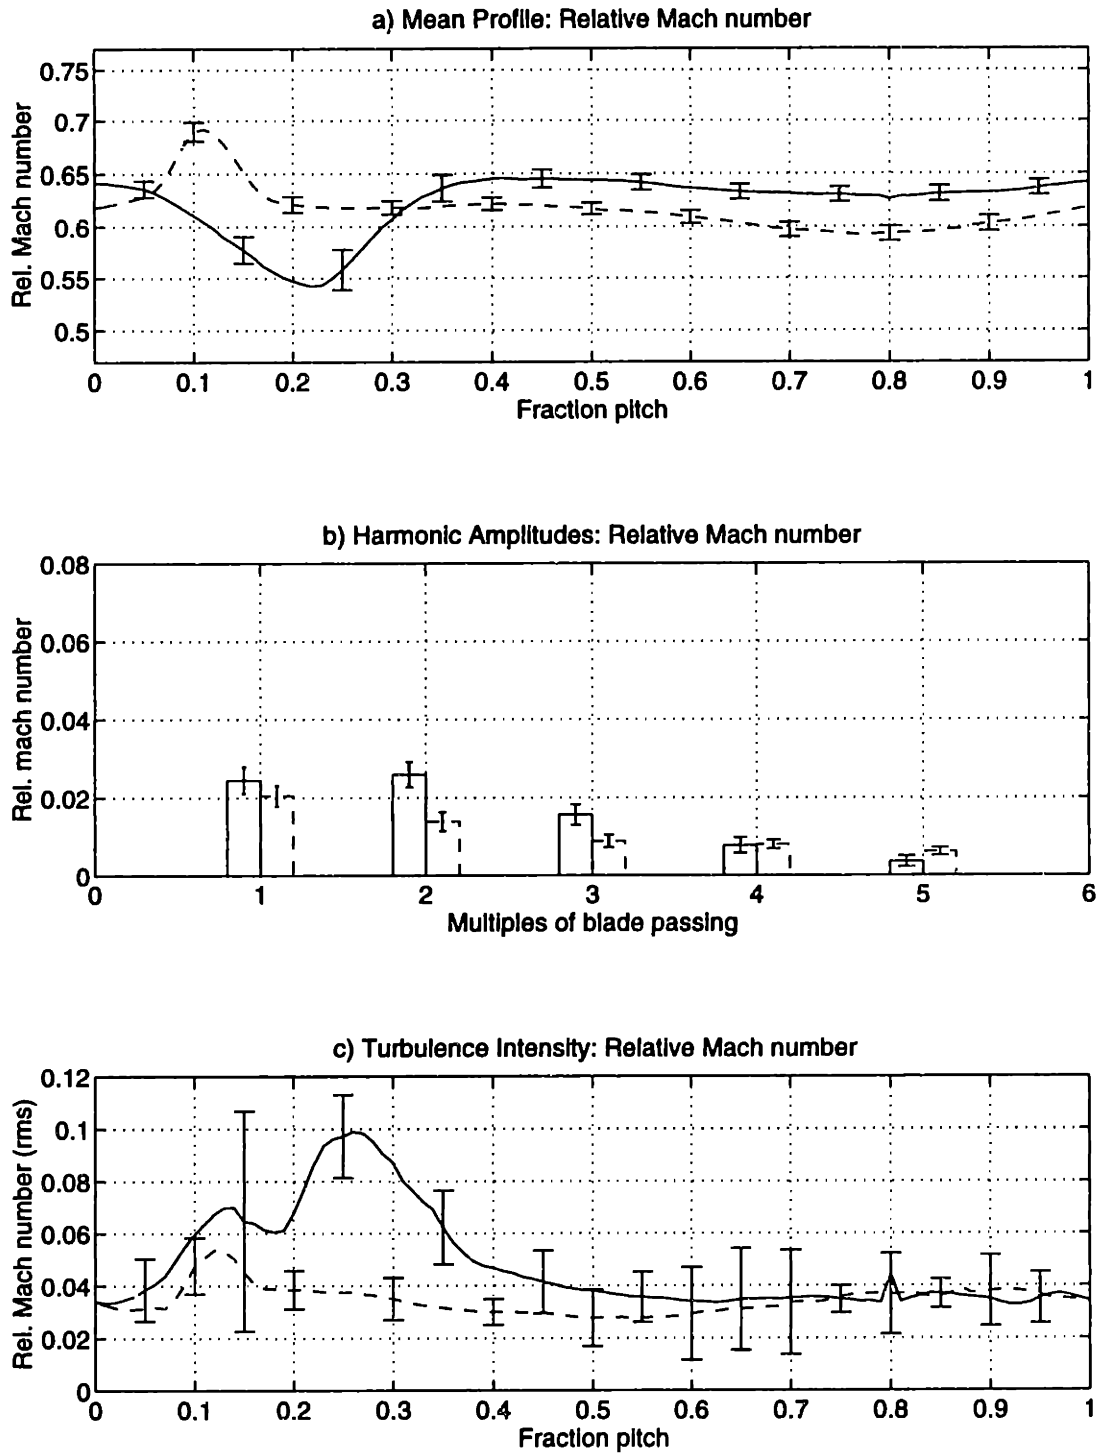 a) Mean Profile: Relative Mach number
Rel. Mach number
0.75
0.7
0.65
0.6
0.55
0.5
0 0.1 0.2 0.3 0.4 0.5 0.6 0.7 0.8 0.9 1
Fraction pitch
b) Harmonic Amplitudes: Relative Mach number
Rel. mach number
0.08
0.06
0.04
0.02
0
0 1 2 3 4 5 6
Multiples of blade passing
c) Turbulence Intensity: Relative Mach number
Rel. Mach number (rms)
0.12
0.1
0.08
0.06
0.04
0.02
0
0 0.1 0.2 0.3 0.4 0.5 0.6 0.7 0.8 0.9 1
Fraction pitch